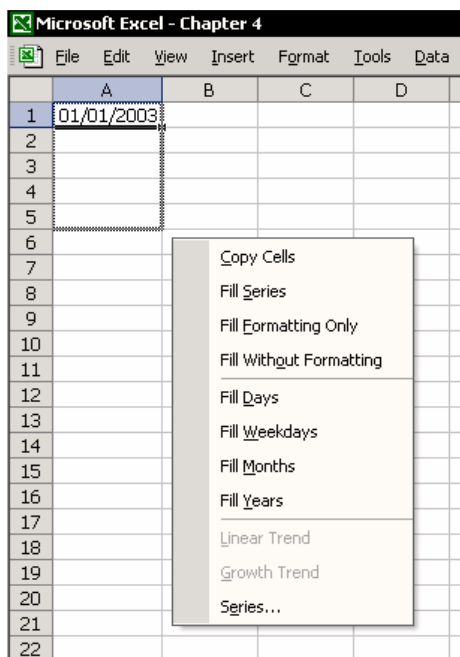 Microsoft Excel - Chapter 4
File Edit View Insert Format Tools Data
A B C D
1 01/01/2003
2
3
4
5
6
7
8
9
10
11
12
13
14
15
16
17
18
19
20
21
22
Copy Cells
Fill Series
Fill Formatting Only
Fill Without Formatting
Fill Days
Fill Weekdays
Fill Months
Fill Years
Linear Trend
Growth Trend
Series...